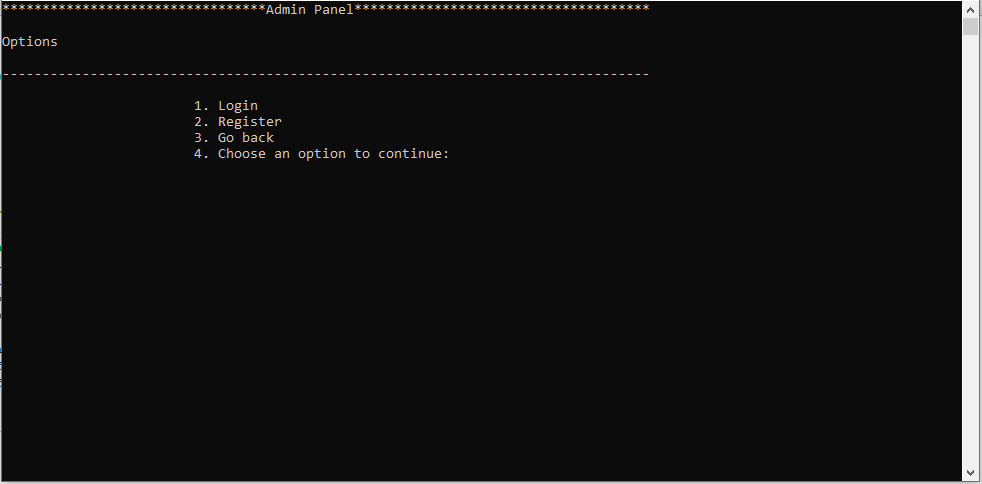 *********************************Admin Panel*************************************
Options
---------------------------------------------------------------------------------
1. Login
2. Register
3. Go back
4. Choose an option to continue: